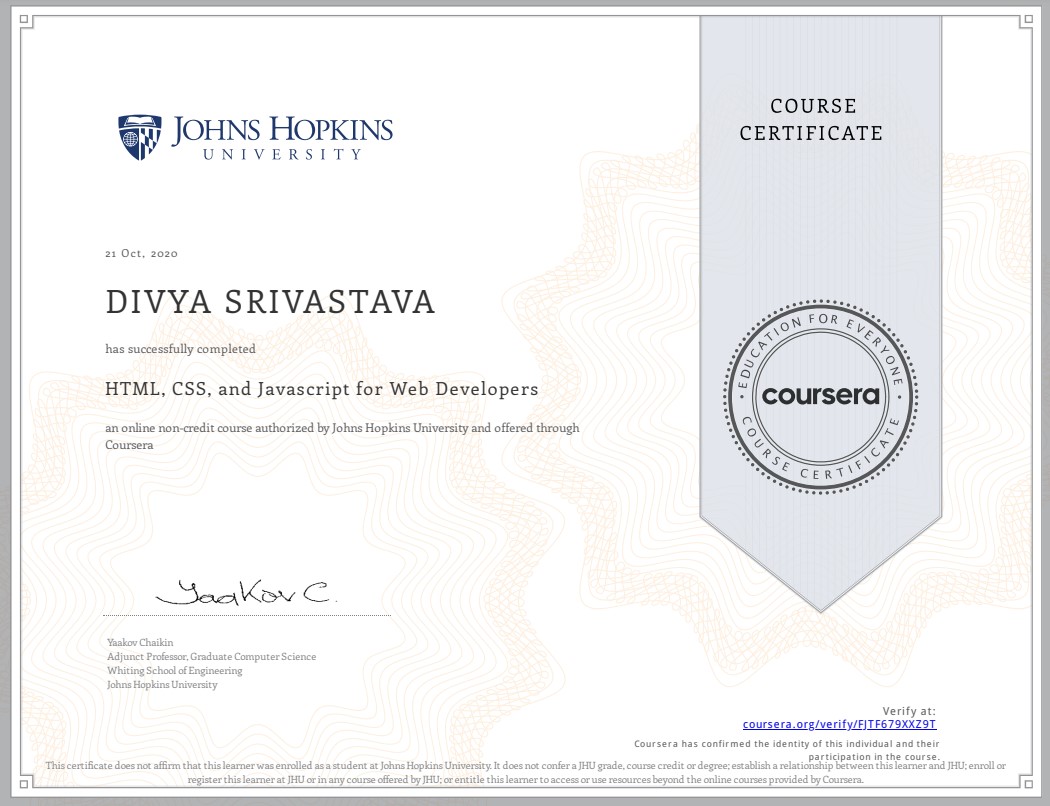 JOHNS HOPKINS
UNIVERSITY
COURSE
CERTIFICATE
21 Oct, 2020
DIVYA SRIVASTAVA
has successfully completed
HTML, CSS, and Javascript for Web Developers
an online non-credit course authorized by Johns Hopkins University and offered through
Coursera
EDUCATION FOR EVERYONE
coursera
COURSE CERTIFICATE
Yaakov C.
Yaakov Chaikin
Adjunct Professor, Graduate Computer Science
Whiting School of Engineering
Johns Hopkins University
Verify at:
coursera.org/verify/FJTF679XXZ9T
Coursera has confirmed the identity of this individual and their
participation in the course.
This certificate does not affirm that this learner was enrolled as a student at Johns Hopkins University. It does not confer a JHU grade, course credit or degree; establish a relationship between this learner and JHU; enroll or
register this learner at JHU or in any course offered by JHU; or entitle this learner to access or use resources beyond the online courses provided by Coursera.